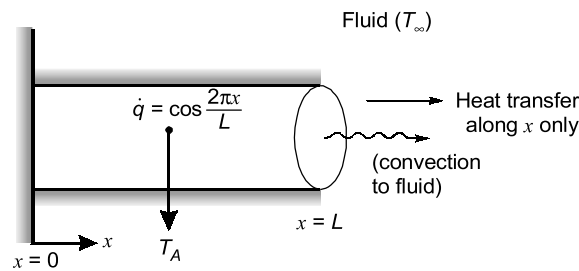 Fluid (T∞)
q̇ = cos 2πx/L
Heat transfer
along x only
(convection
to fluid)
x = L
x
T_A
x = 0